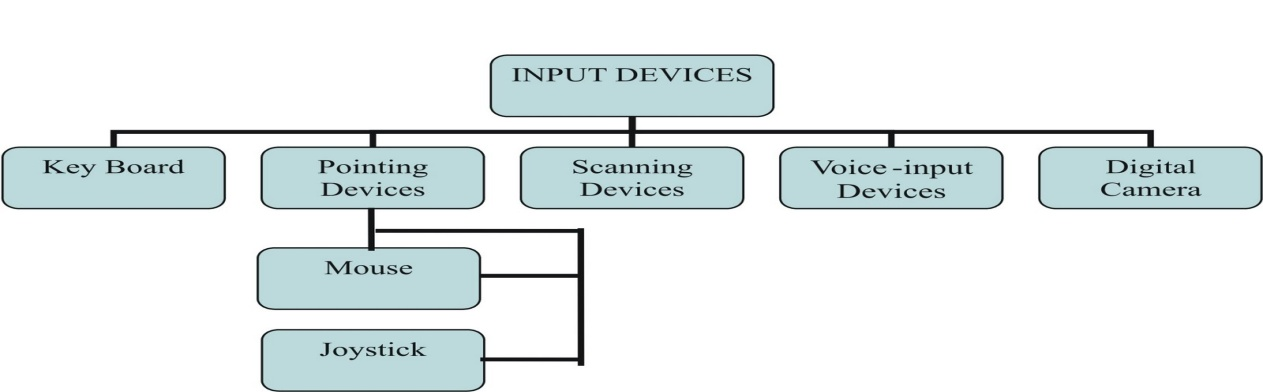 INPUT DEVICES
Key Board
Pointing
Devices
Scanning
Devices
Voice-input
Devices
Digital
Camera
Mouse
Joystick